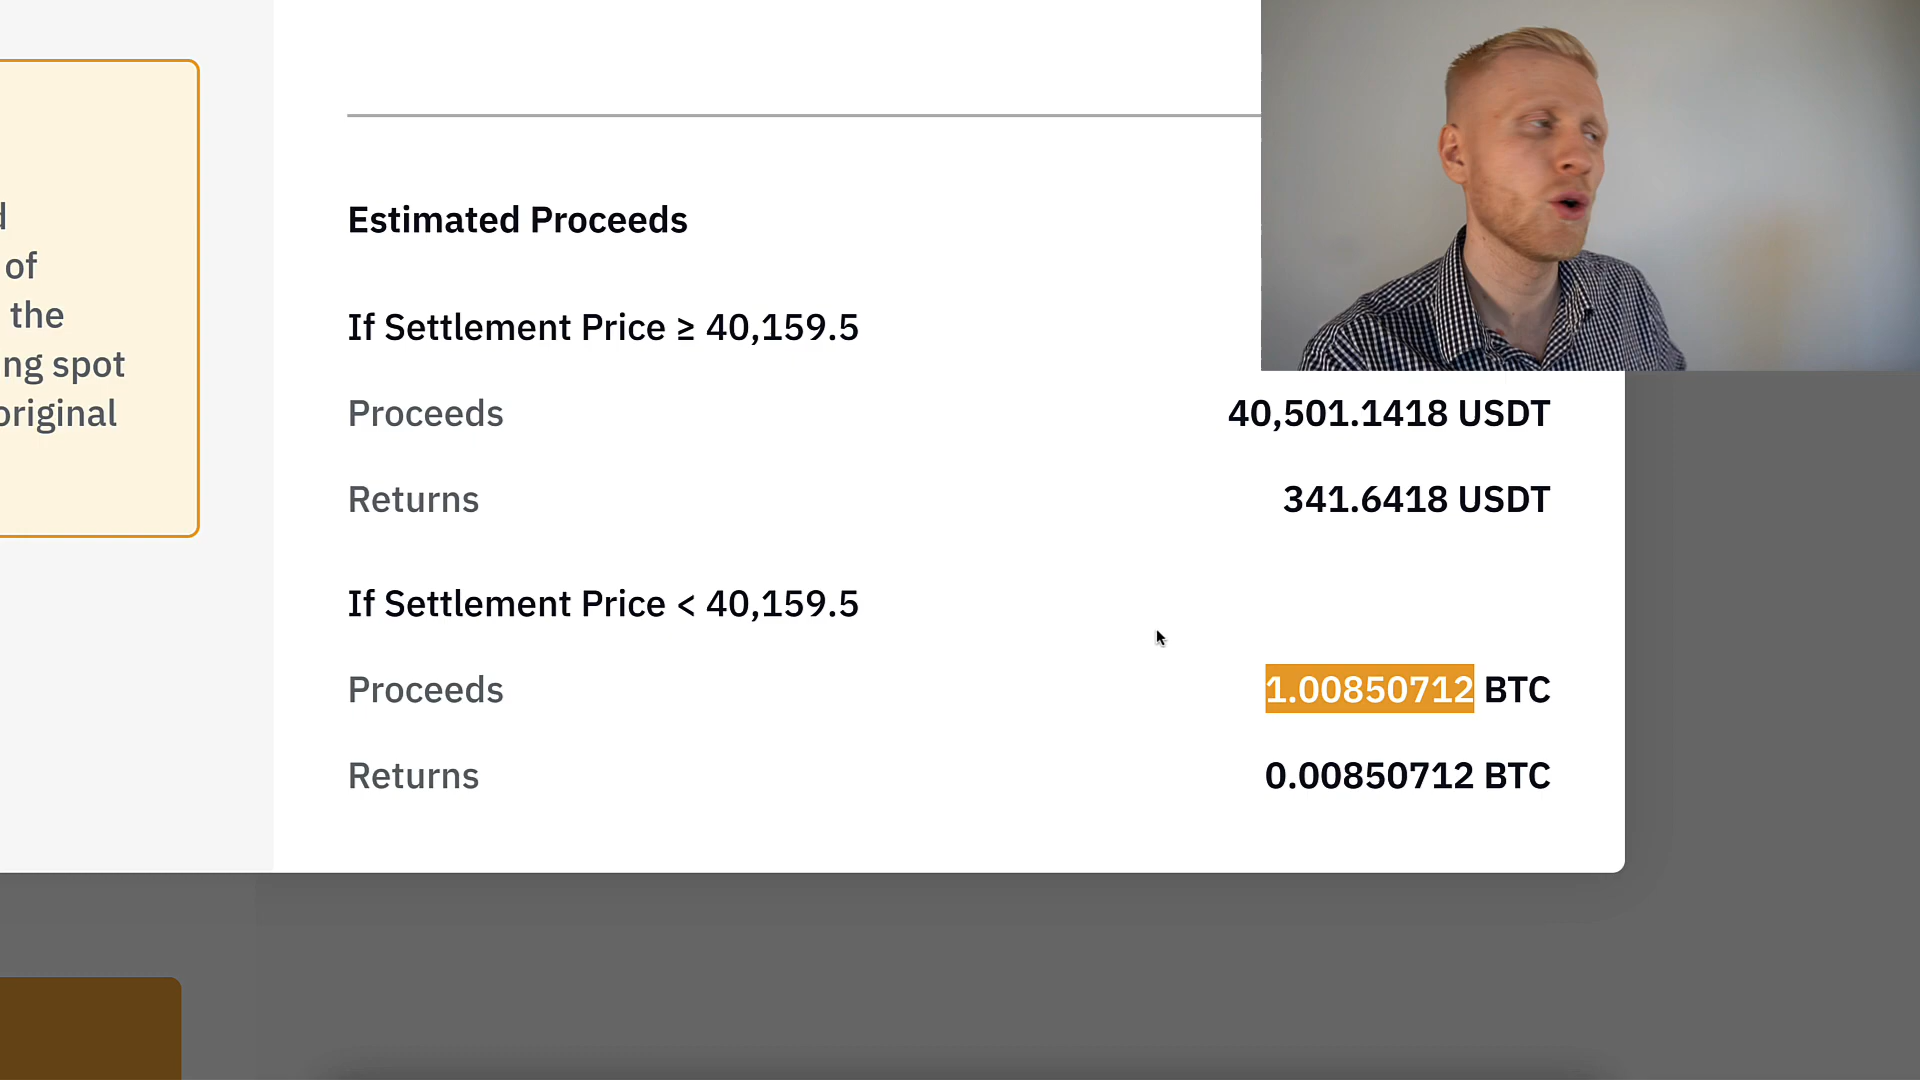 d
of
the
ng spot
original
Estimated Proceeds
If Settlement Price ≥ 40,159.5
Proceeds 40,501.1418 USDT
Returns 341.6418 USDT
If Settlement Price < 40,159.5
Proceeds 1.00850712 BTC
Returns 0.00850712 BTC